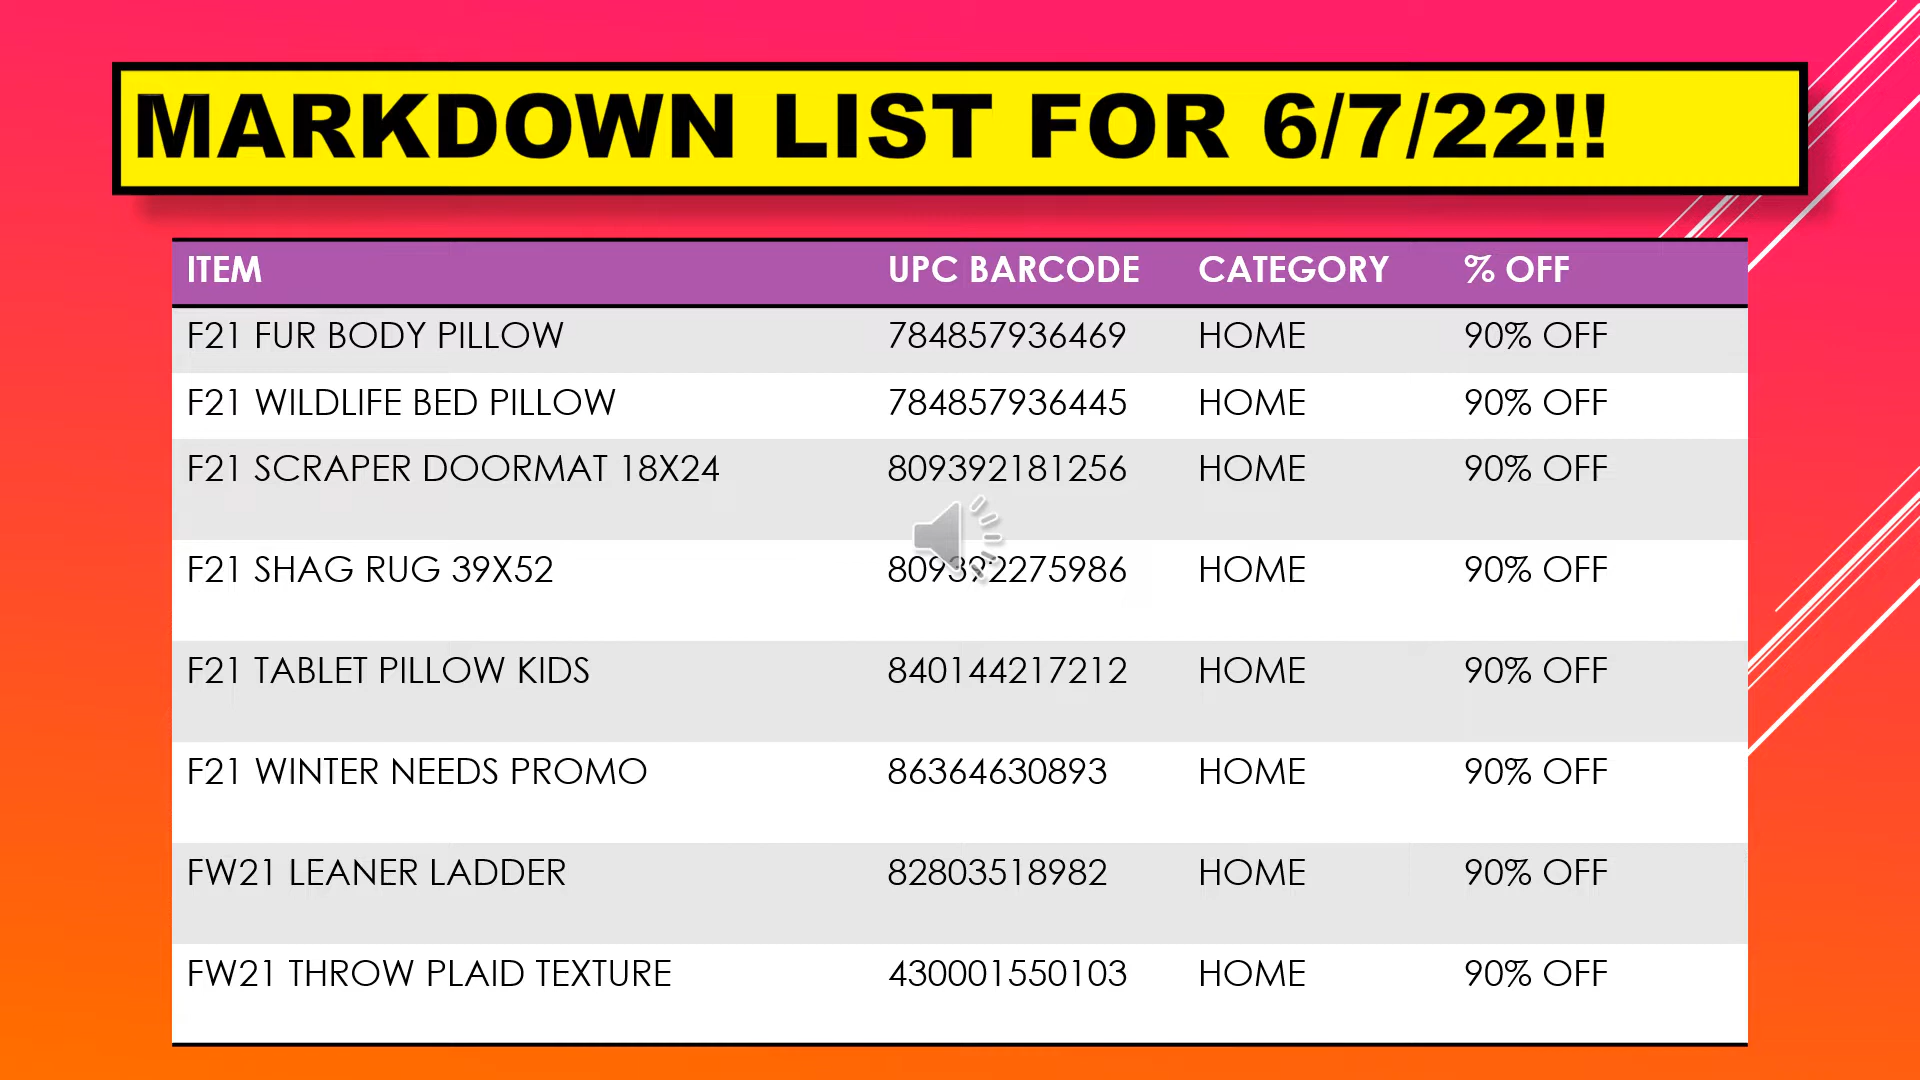 MARKDOWN LIST FOR 6/7/22!!
ITEM UPC BARCODE CATEGORY % OFF
F21 FUR BODY PILLOW 784857936469 HOME 90% OFF
F21 WILDLIFE BED PILLOW 784857936445 HOME 90% OFF
F21 SCRAPER DOORMAT 18X24 809392181256 HOME 90% OFF
F21 SHAG RUG 39X52 809392275986 HOME 90% OFF
F21 TABLET PILLOW KIDS 840144217212 HOME 90% OFF
F21 WINTER NEEDS PROMO 86364630893 HOME 90% OFF
FW21 LEANER LADDER 82803518982 HOME 90% OFF
FW21 THROW PLAID TEXTURE 430001550103 HOME 90% OFF